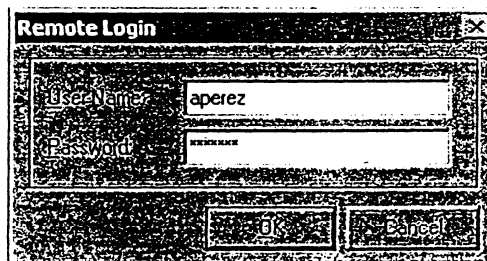 Remote Login
User Name: aperez
Password: *******
OK Cancel